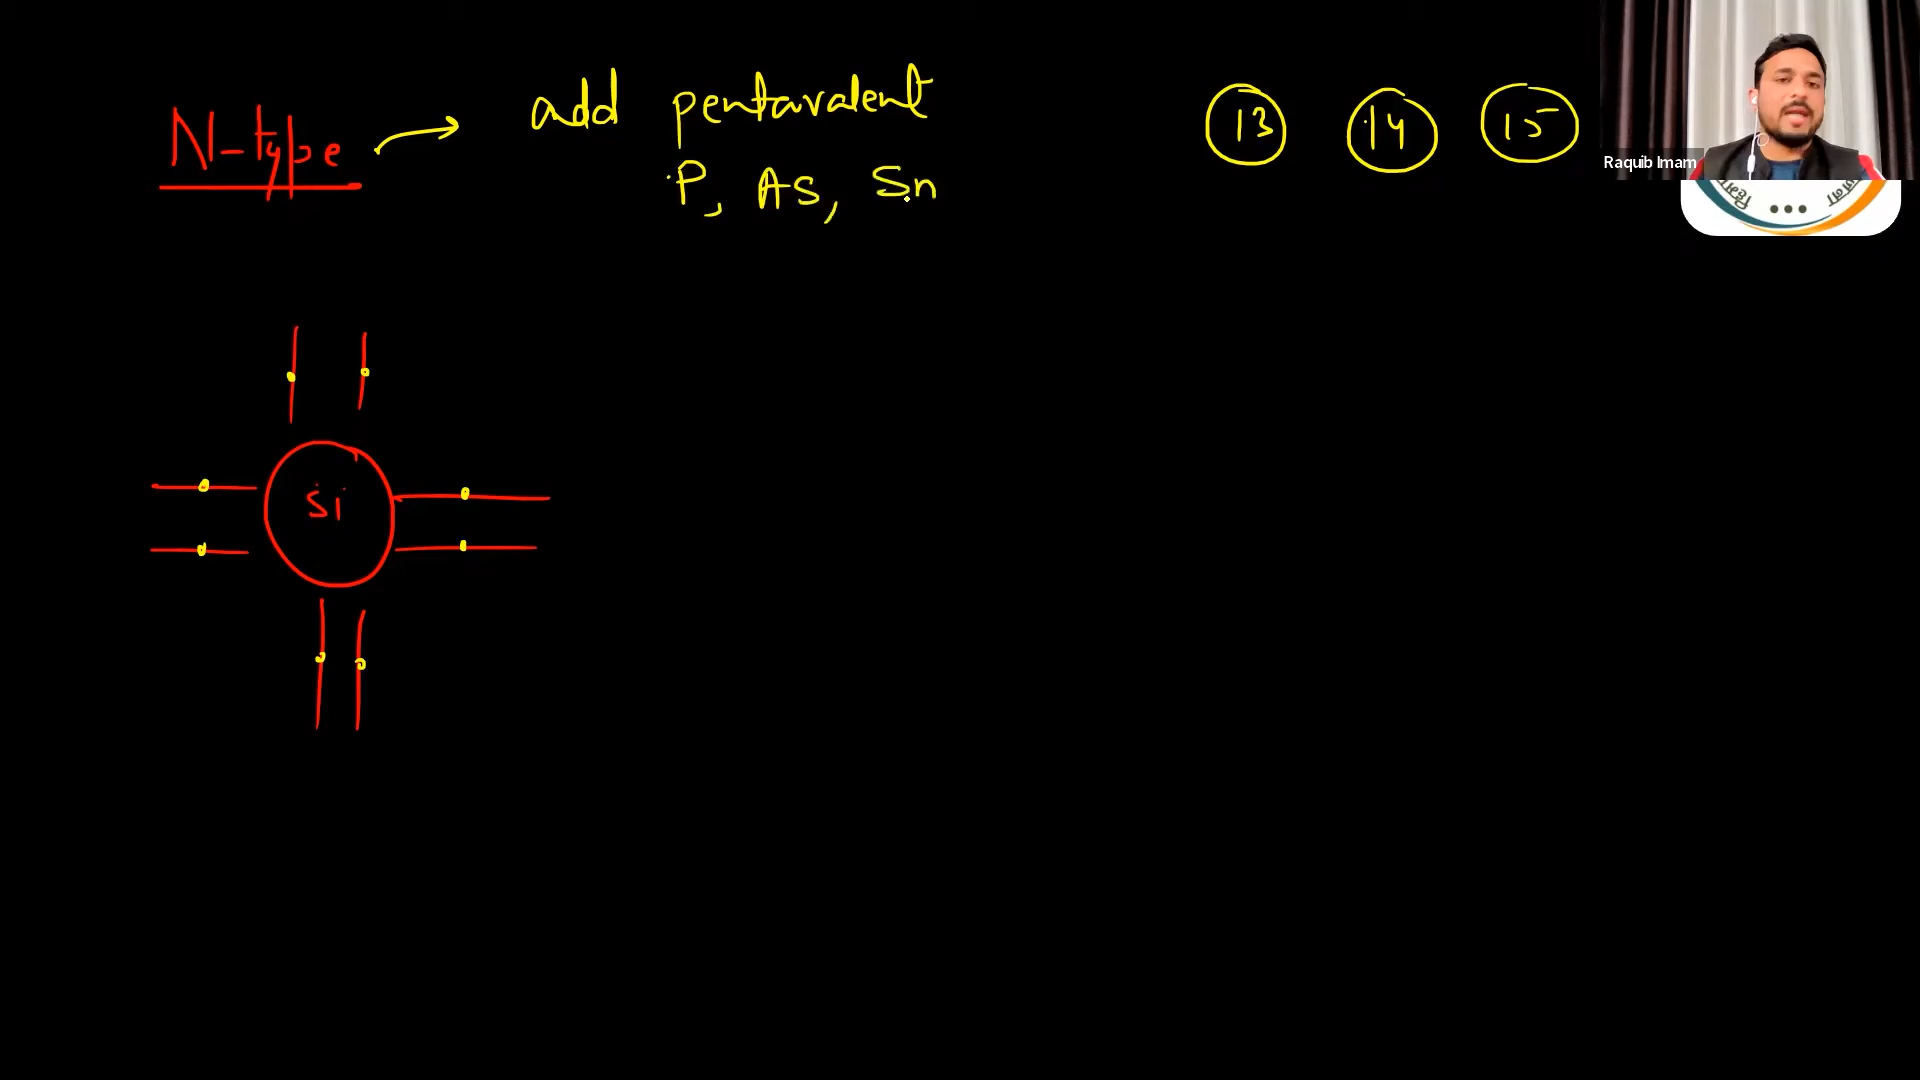 N-type → add pentavalent
P, As, Sn
13 14 15
Raquib Imam
Si